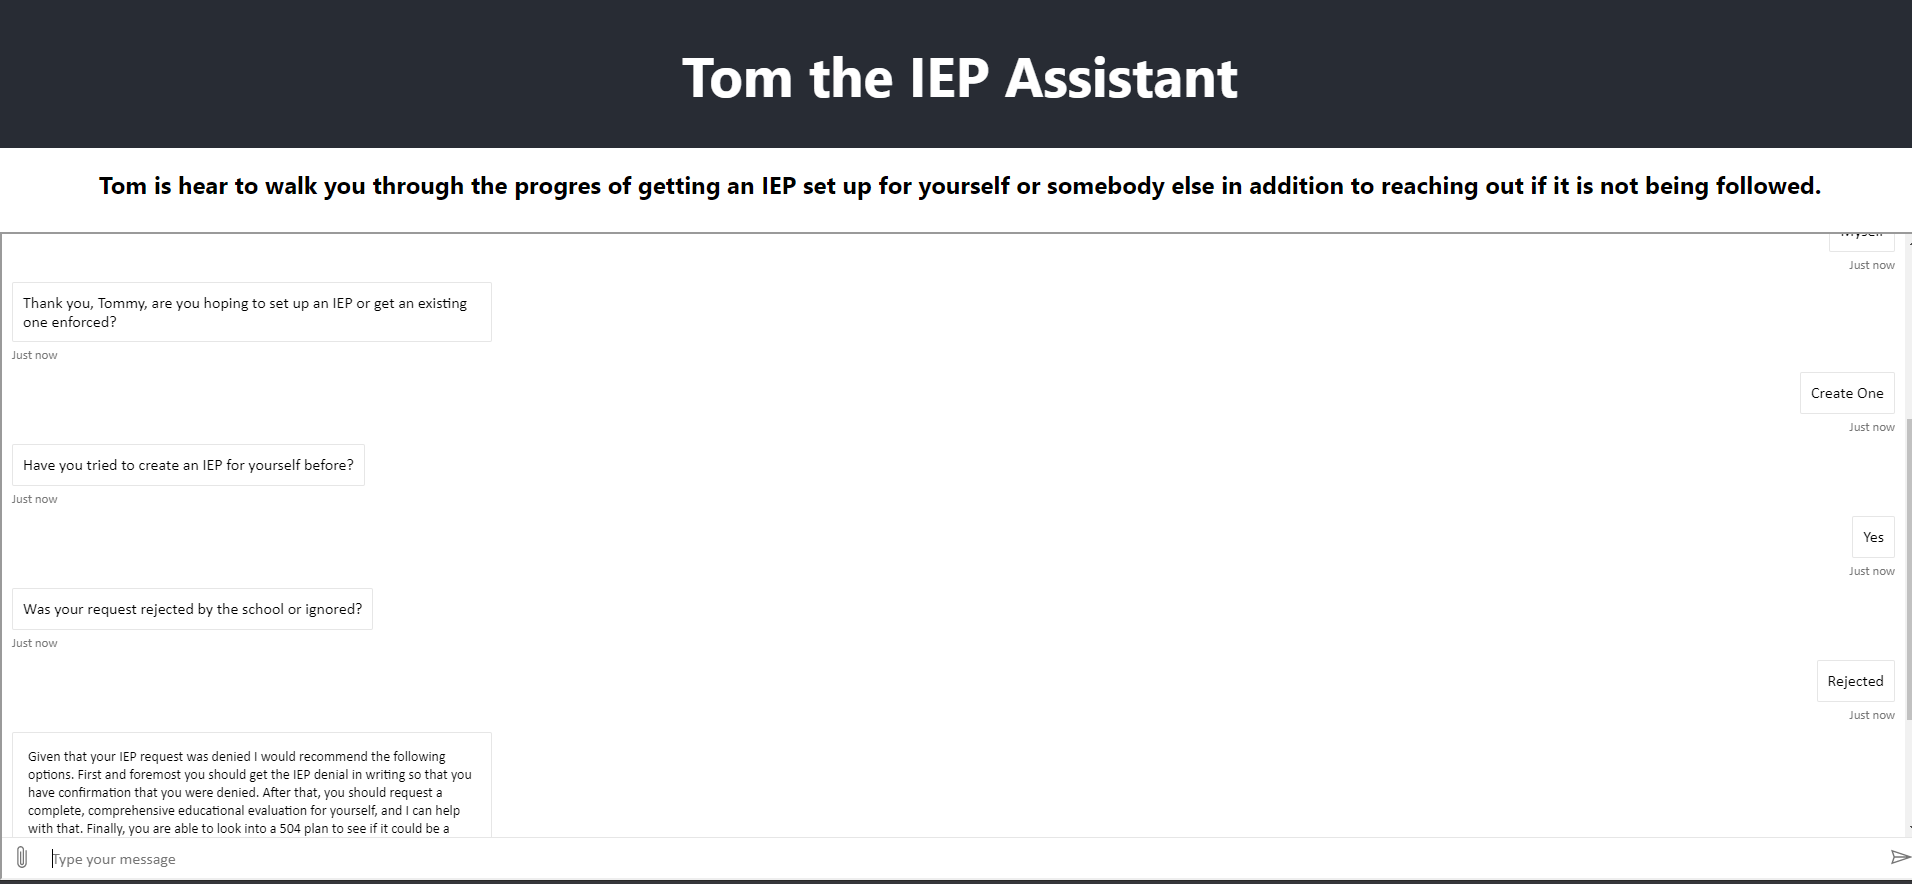 Tom the IEP Assistant
Tom is hear to walk you through the progres of getting an IEP set up for yourself or somebody else in addition to reaching out if it is not being followed.
Myself
Just now
Thank you, Tommy, are you hoping to set up an IEP or get an existing
one enforced?
Just now
Create One
Just now
Have you tried to create an IEP for yourself before?
Just now
Yes
Just now
Was your request rejected by the school or ignored?
Just now
Rejected
Just now
Given that your IEP request was denied I would recommend the following
options. First and foremost you should get the IEP denial in writing so that you
have confirmation that you were denied. After that, you should request a
complete, comprehensive educational evaluation for yourself, and I can help
with that. Finally, you are able to look into a 504 plan to see if it could be a
Type your message